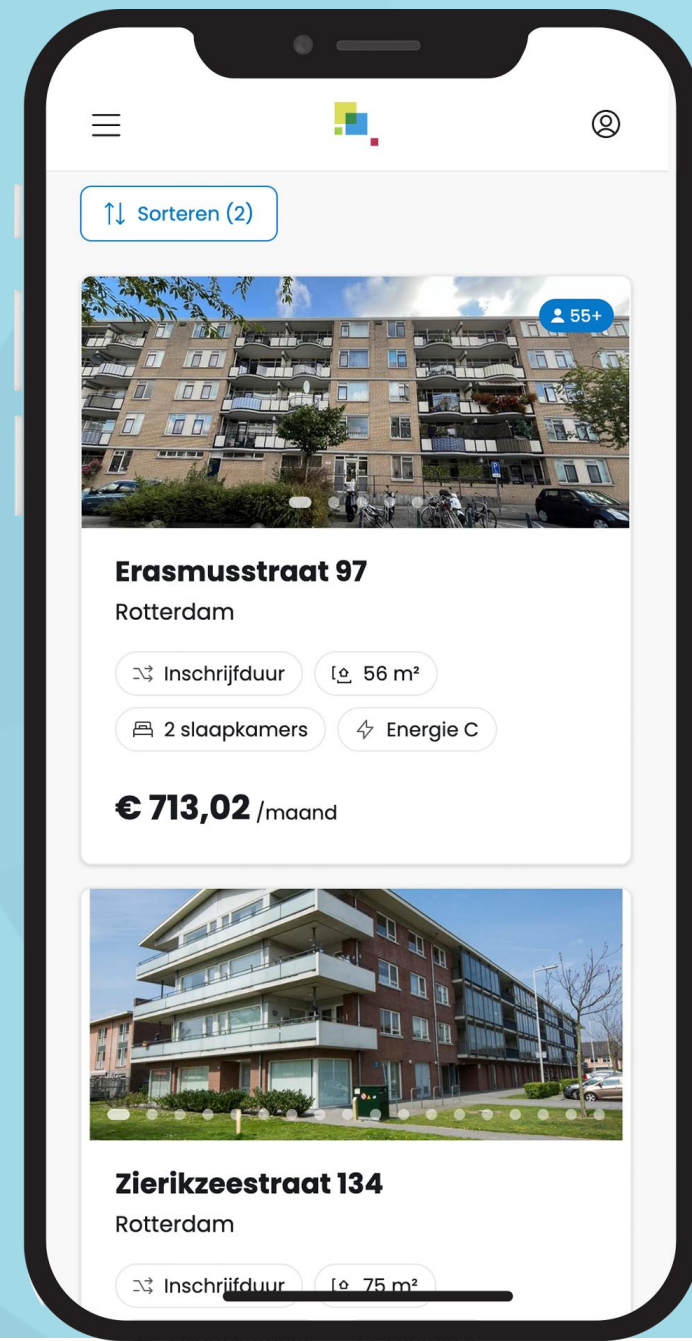 Sorteren (2)
55+
Erasmusstraat 97
Rotterdam
Inschrijfduur
56 m²
2 slaapkamers
Energie C
€ 713,02 /maand
Zierikzeestraat 134
Rotterdam
Inschrijfduur
75 m²